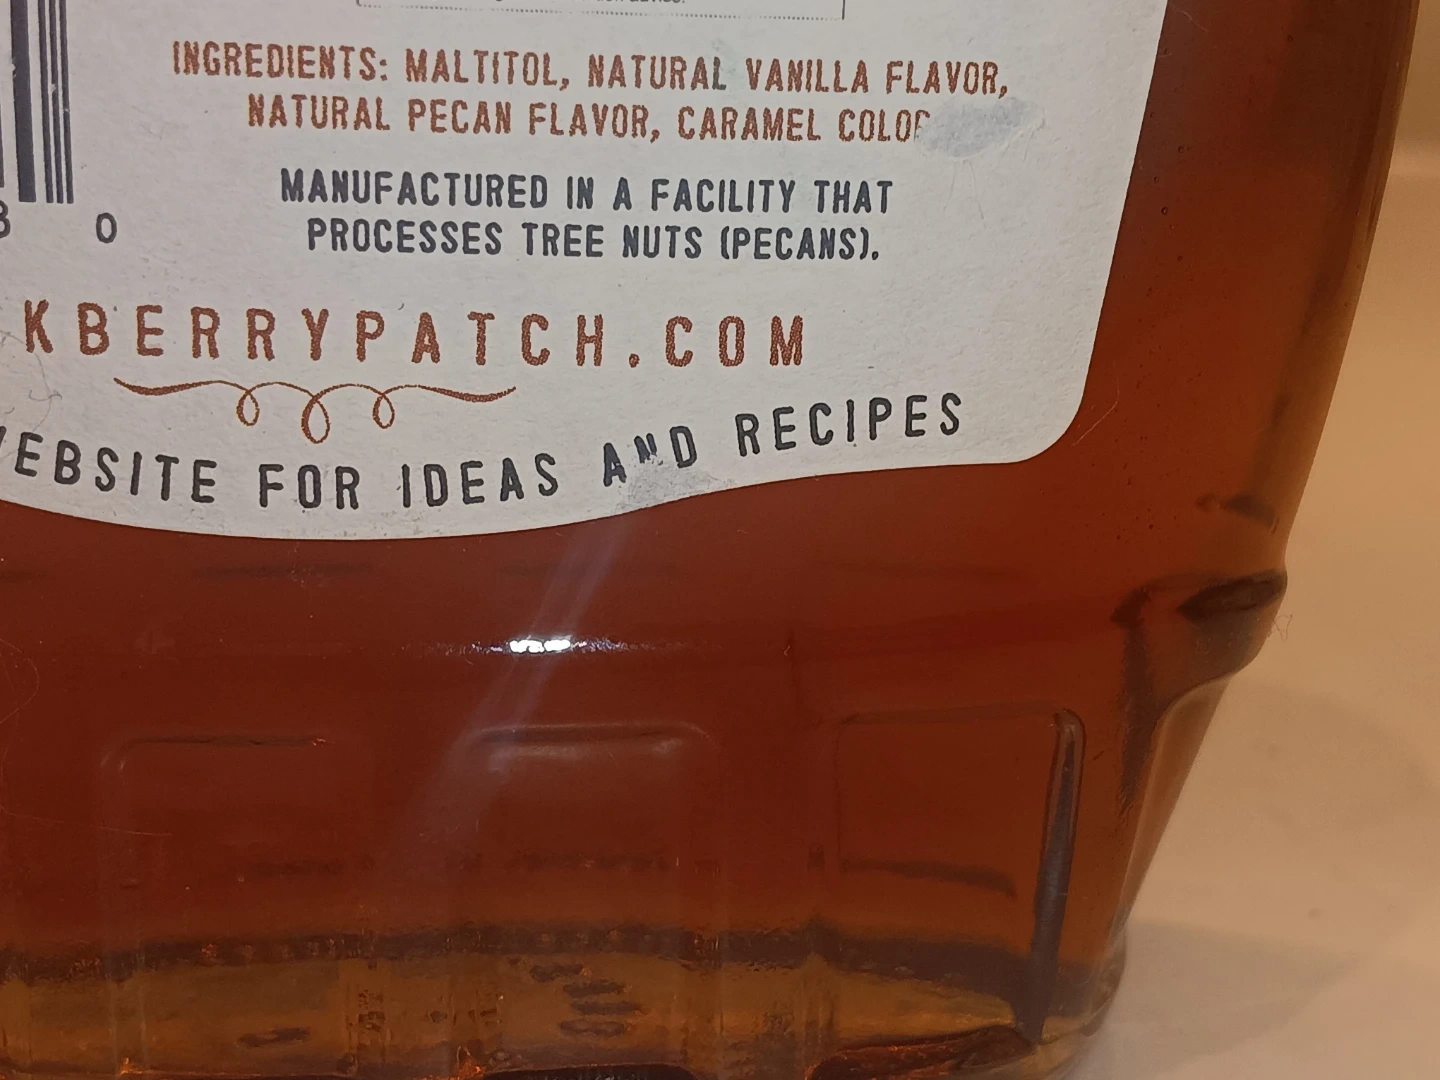 INGREDIENTS: MALTITOL, NATURAL VANILLA FLAVOR,
NATURAL PECAN FLAVOR, CARAMEL COLOR
MANUFACTURED IN A FACILITY THAT
PROCESSES TREE NUTS (PECANS).
0
KBERRYPATCH.COM
EBSITE FOR IDEAS AND RECIPES